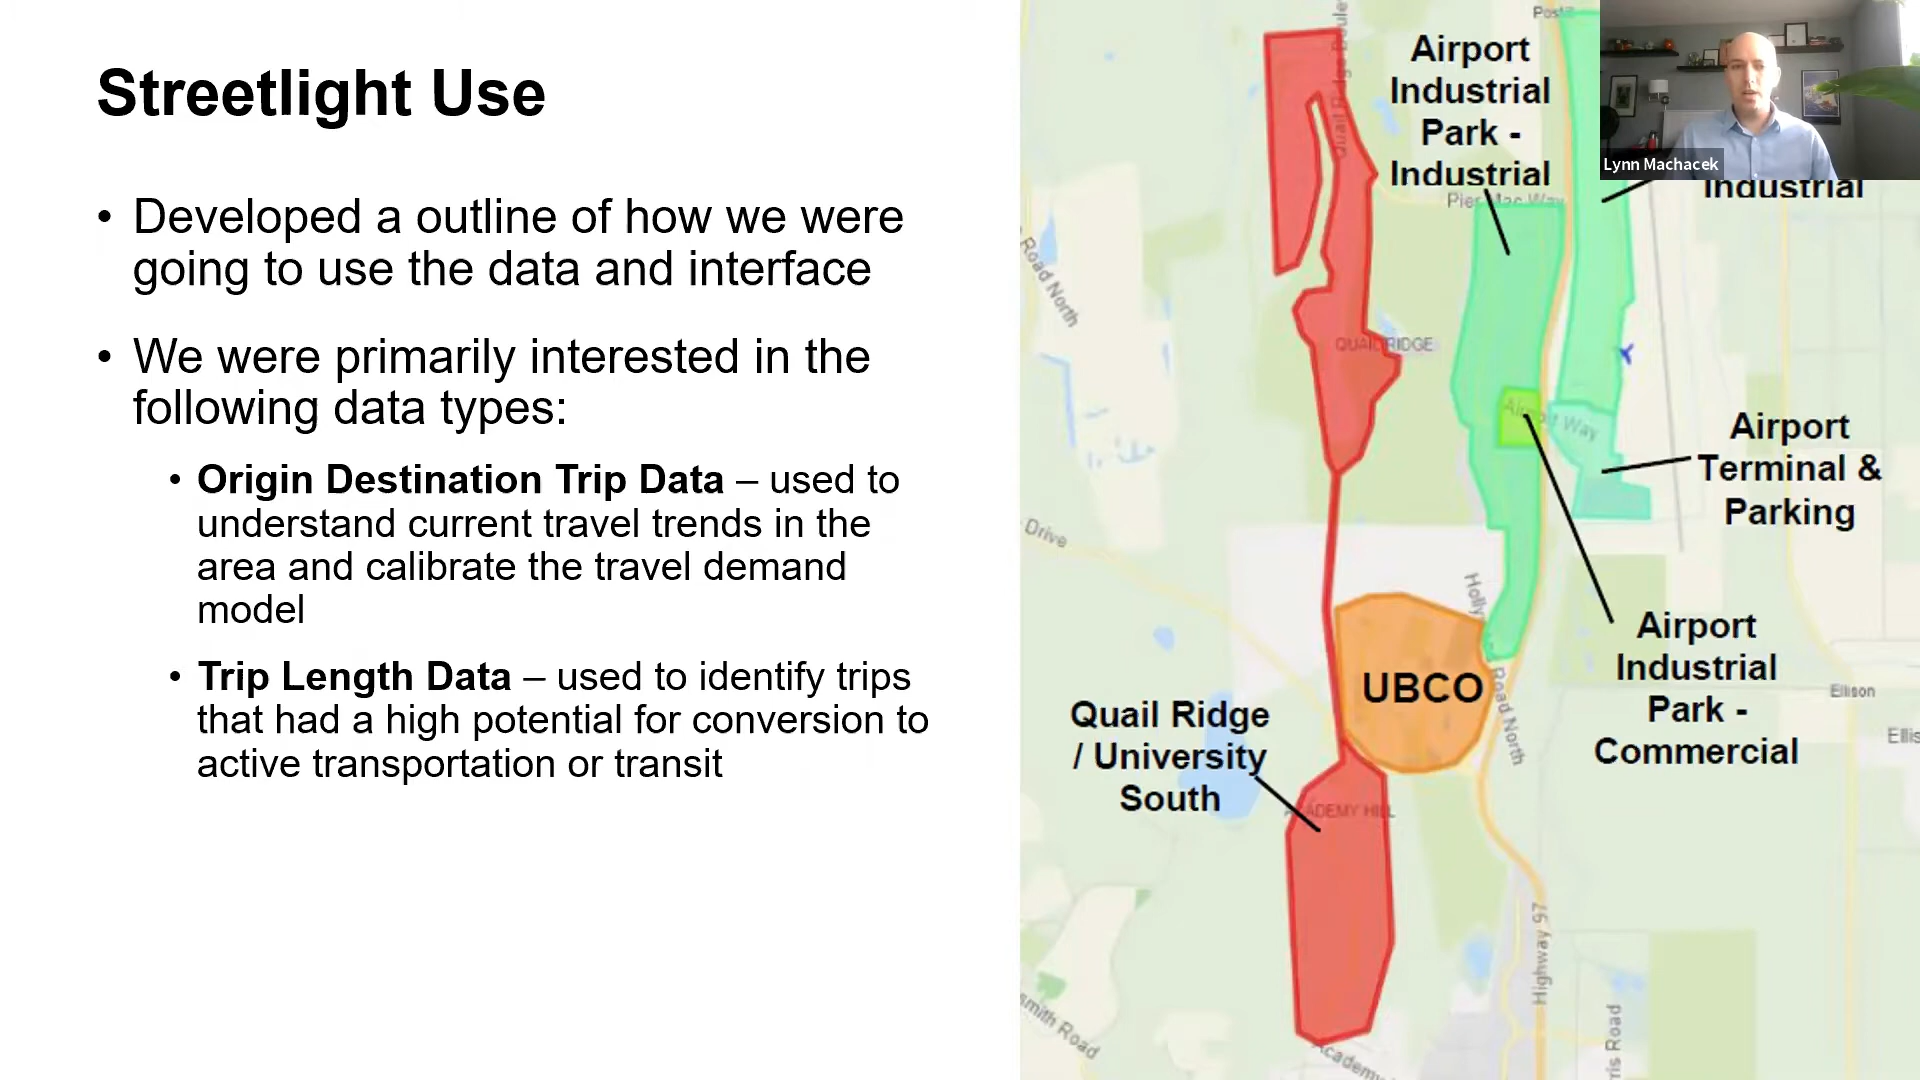 Streetlight Use
• Developed a outline of how we were
going to use the data and interface
• We were primarily interested in the
following data types:
• Origin Destination Trip Data – used to
understand current travel trends in the
area and calibrate the travel demand
model
• Trip Length Data – used to identify trips
that had a high potential for conversion to
active transportation or transit
Airport
Industrial
Park -
Industrial
Lynn Machacek
Industrial
Pier Mac Way
Quail Ridge Boulev
Road North
QUAIL RIDGE
Airport Way
Airport
Terminal &
Parking
Drive
Airport
Industrial
Park -
Commercial
UBCO
Road North
Ellison
Ellis
Quail Ridge
/ University
South
ACADEMY HILL
Highway 97
smith Road
Academy
ris Road